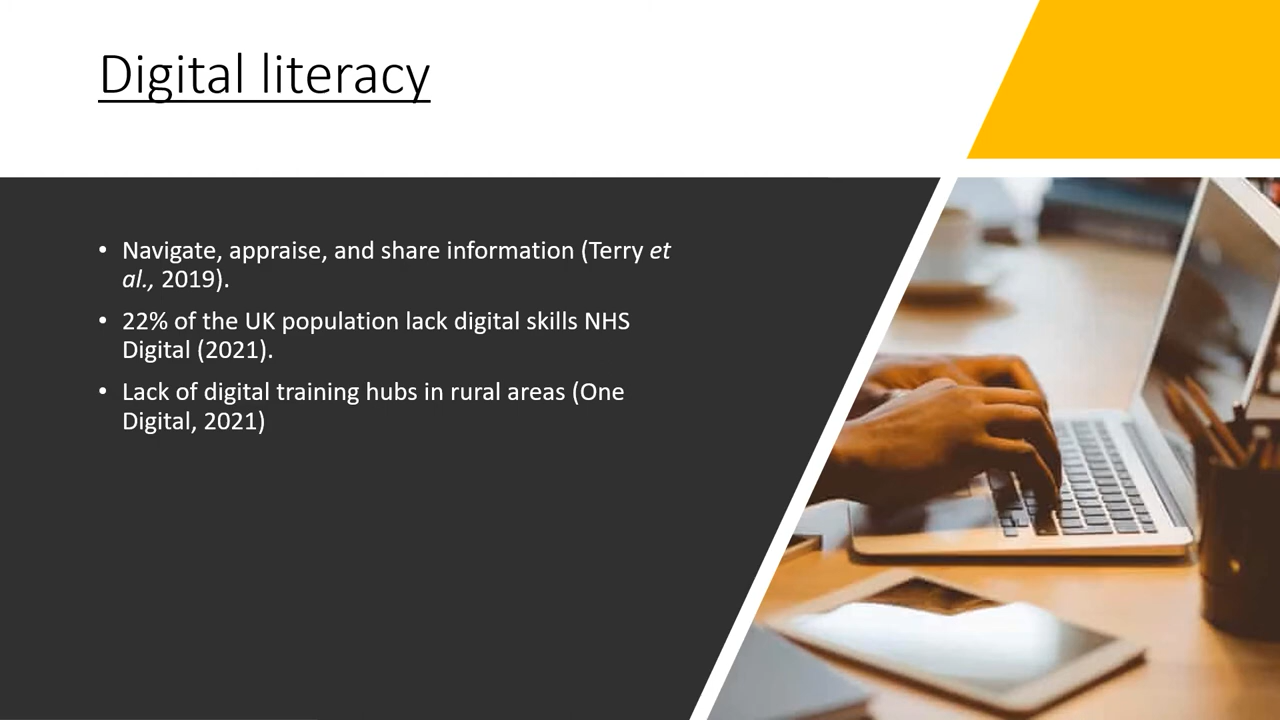 Digital literacy
• Navigate, appraise, and share information (Terry et
al., 2019).
• 22% of the UK population lack digital skills NHS
Digital (2021).
• Lack of digital training hubs in rural areas (One
Digital, 2021)